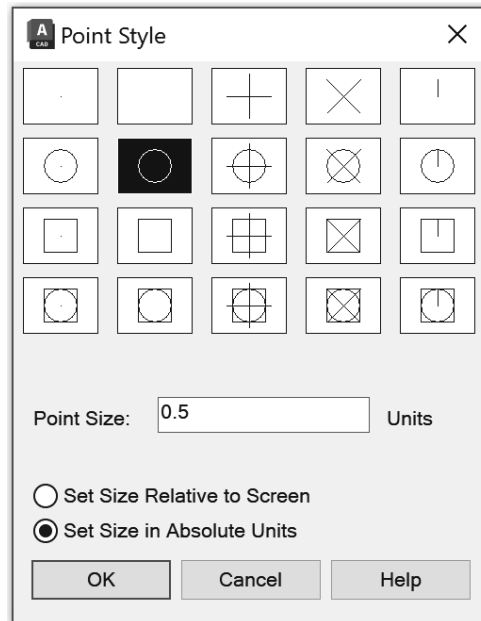 A
CAD
Point Style
Point Size: 0.5 Units
Set Size Relative to Screen
Set Size in Absolute Units
OK Cancel Help